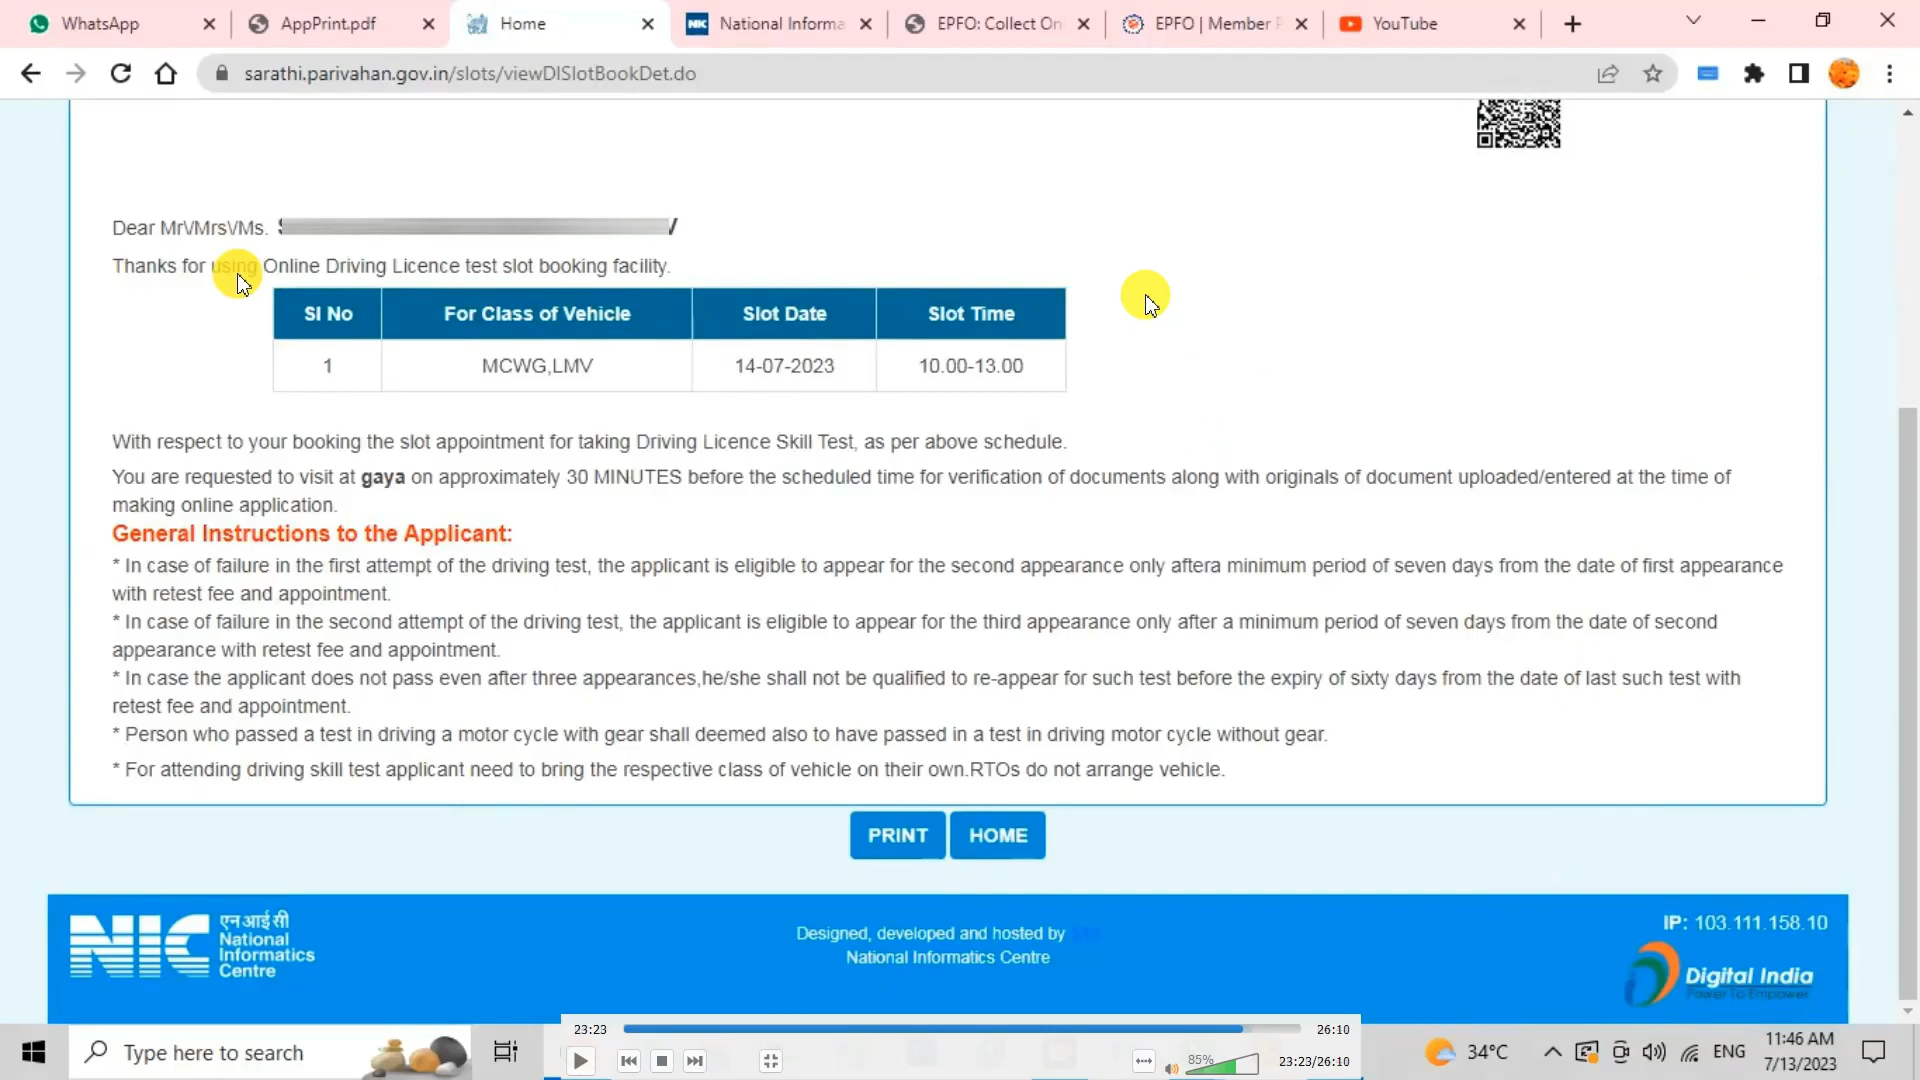 WhatsApp
AppPrint.pdf
Home
National Informa
EPFO: Collect On
EPFO | Member P
YouTube
sarathi.parivahan.gov.in/slots/viewDlSlotBookDet.do
Dear Mr\/Mrs\/Ms.
Thanks for using Online Driving Licence test slot booking facility.
Sl No For Class of Vehicle Slot Date Slot Time
1 MCWG,LMV 14-07-2023 10.00-13.00
With respect to your booking the slot appointment for taking Driving Licence Skill Test, as per above schedule.
You are requested to visit at gaya on approximately 30 MINUTES before the scheduled time for verification of documents along with originals of document uploaded/entered at the time of
making online application.
General Instructions to the Applicant:
* In case of failure in the first attempt of the driving test, the applicant is eligible to appear for the second appearance only aftera minimum period of seven days from the date of first appearance
with retest fee and appointment.
* In case of failure in the second attempt of the driving test, the applicant is eligible to appear for the third appearance only after a minimum period of seven days from the date of second
appearance with retest fee and appointment.
* In case the applicant does not pass even after three appearances,he/she shall not be qualified to re-appear for such test before the expiry of sixty days from the date of last such test with
retest fee and appointment.
* Person who passed a test in driving a motor cycle with gear shall deemed also to have passed in a test in driving motor cycle without gear.
* For attending driving skill test applicant need to bring the respective class of vehicle on their own.RTOs do not arrange vehicle.
PRINT HOME
NIC
एन आई सी
National
Informatics
Centre
Designed, developed and hosted by
National Informatics Centre
IP: 103.111.158.10
Digital India
Power To Empower
23:23 26:10
85%
23:23/26:10
Type here to search
34°C
ENG
11:46 AM
7/13/2023